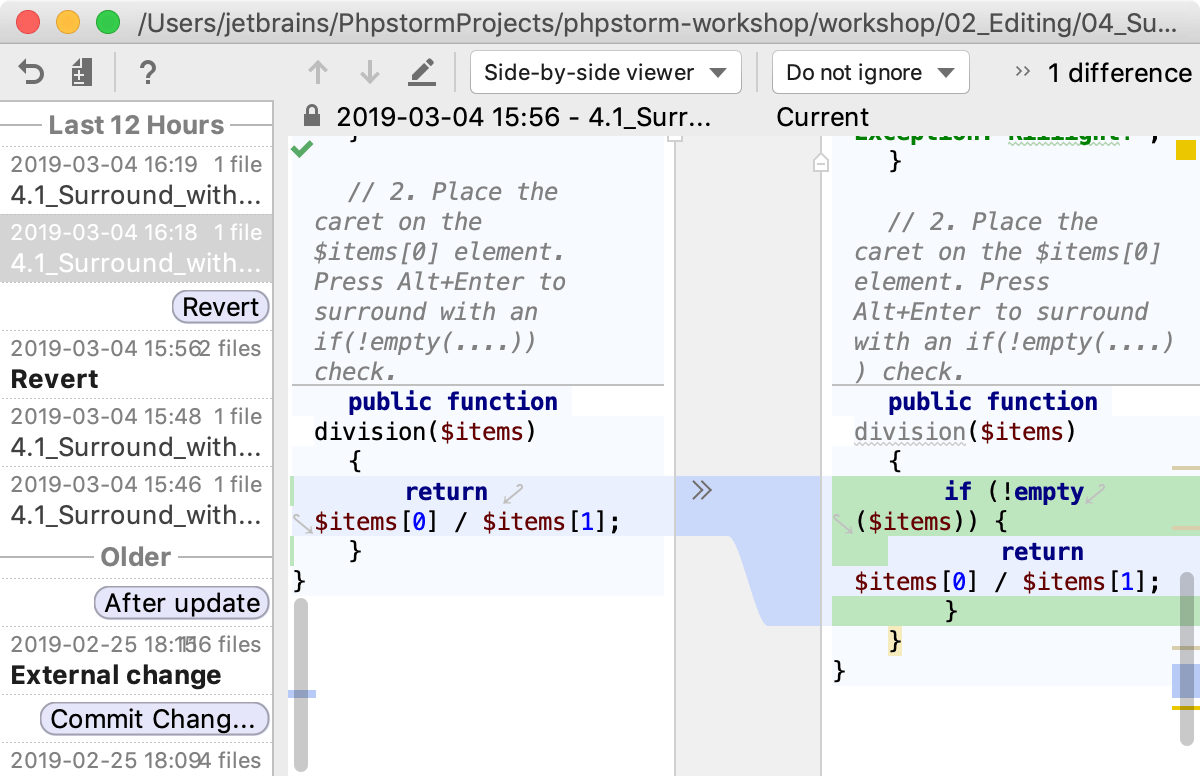 /Users/jetbrains/PhpstormProjects/phpstorm-workshop/workshop/02_Editing/04_Su...
? Side-by-side viewer Do not ignore >> 1 difference
2019-03-04 15:56 - 4.1_Surr... Current
Last 12 Hours
2019-03-04 16:19 1 file
4.1_Surround_with...
2019-03-04 16:18 1 file
4.1_Surround_with...
Revert
2019-03-04 15:56 2 files
Revert
2019-03-04 15:48 1 file
4.1_Surround_with...
2019-03-04 15:46 1 file
4.1_Surround_with...
Older
After update
2019-02-25 18:1 files
External change
Commit Chang...
2019-02-25 18:09 4 files
}
// 2. Place the
caret on the
$items[0] element.
Press Alt+Enter to
surround with an
if(!empty(....))
check.
public function
division($items)
{
return
$items[0] / $items[1];
}
}
>>
}
// 2. Place the
caret on the $items[0]
element. Press
Alt+Enter to surround
with an if(!empty(....)
) check.
public function
division($items)
{
if (!empty
($items)) {
return
$items[0] / $items[1];
}
}
}